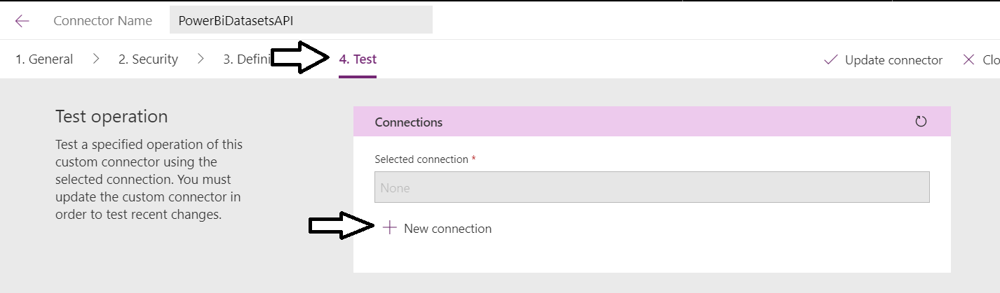 Connector Name PowerBiDatasetsAPI
1. General 2. Security 3. Defini 4. Test Update connector Clo
Test operation
Test a specified operation of this
custom connector using the
selected connection. You must
update the custom connector in
order to test recent changes.
Connections
Selected connection *
None
New connection